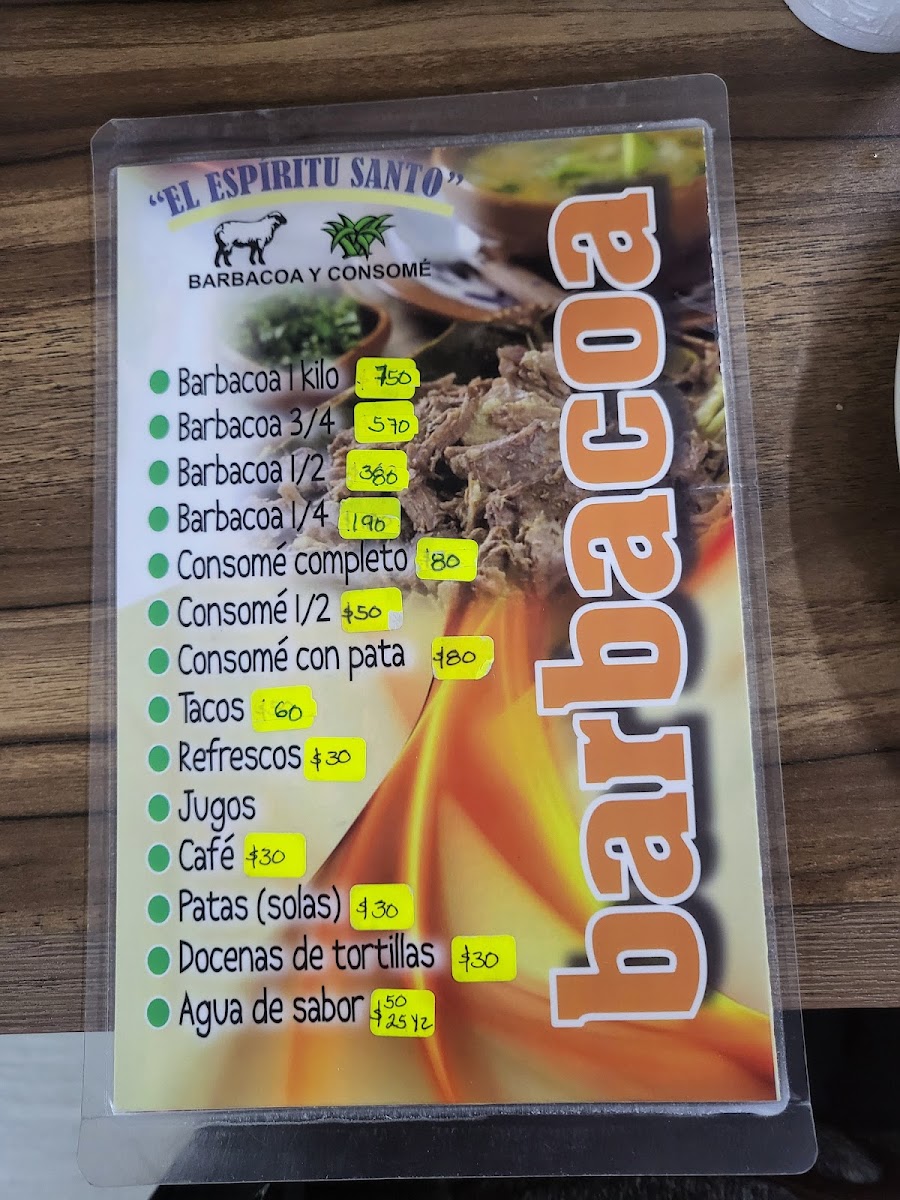 "EL ESPÍRITU SANTO"
BARBACOA Y CONSOMÉ
Barbacoa 1 kilo 750
Barbacoa 3/4 570
Barbacoa 1/2 380
Barbacoa 1/4 190
Consomé completo $80
Consomé 1/2 $50
Consomé con pata $80
Tacos 60
Refrescos $30
Jugos
Café $30
Patas (solas) $30
Docenas de tortillas $30
Agua de sabor $50
25 1/2
barbacoa